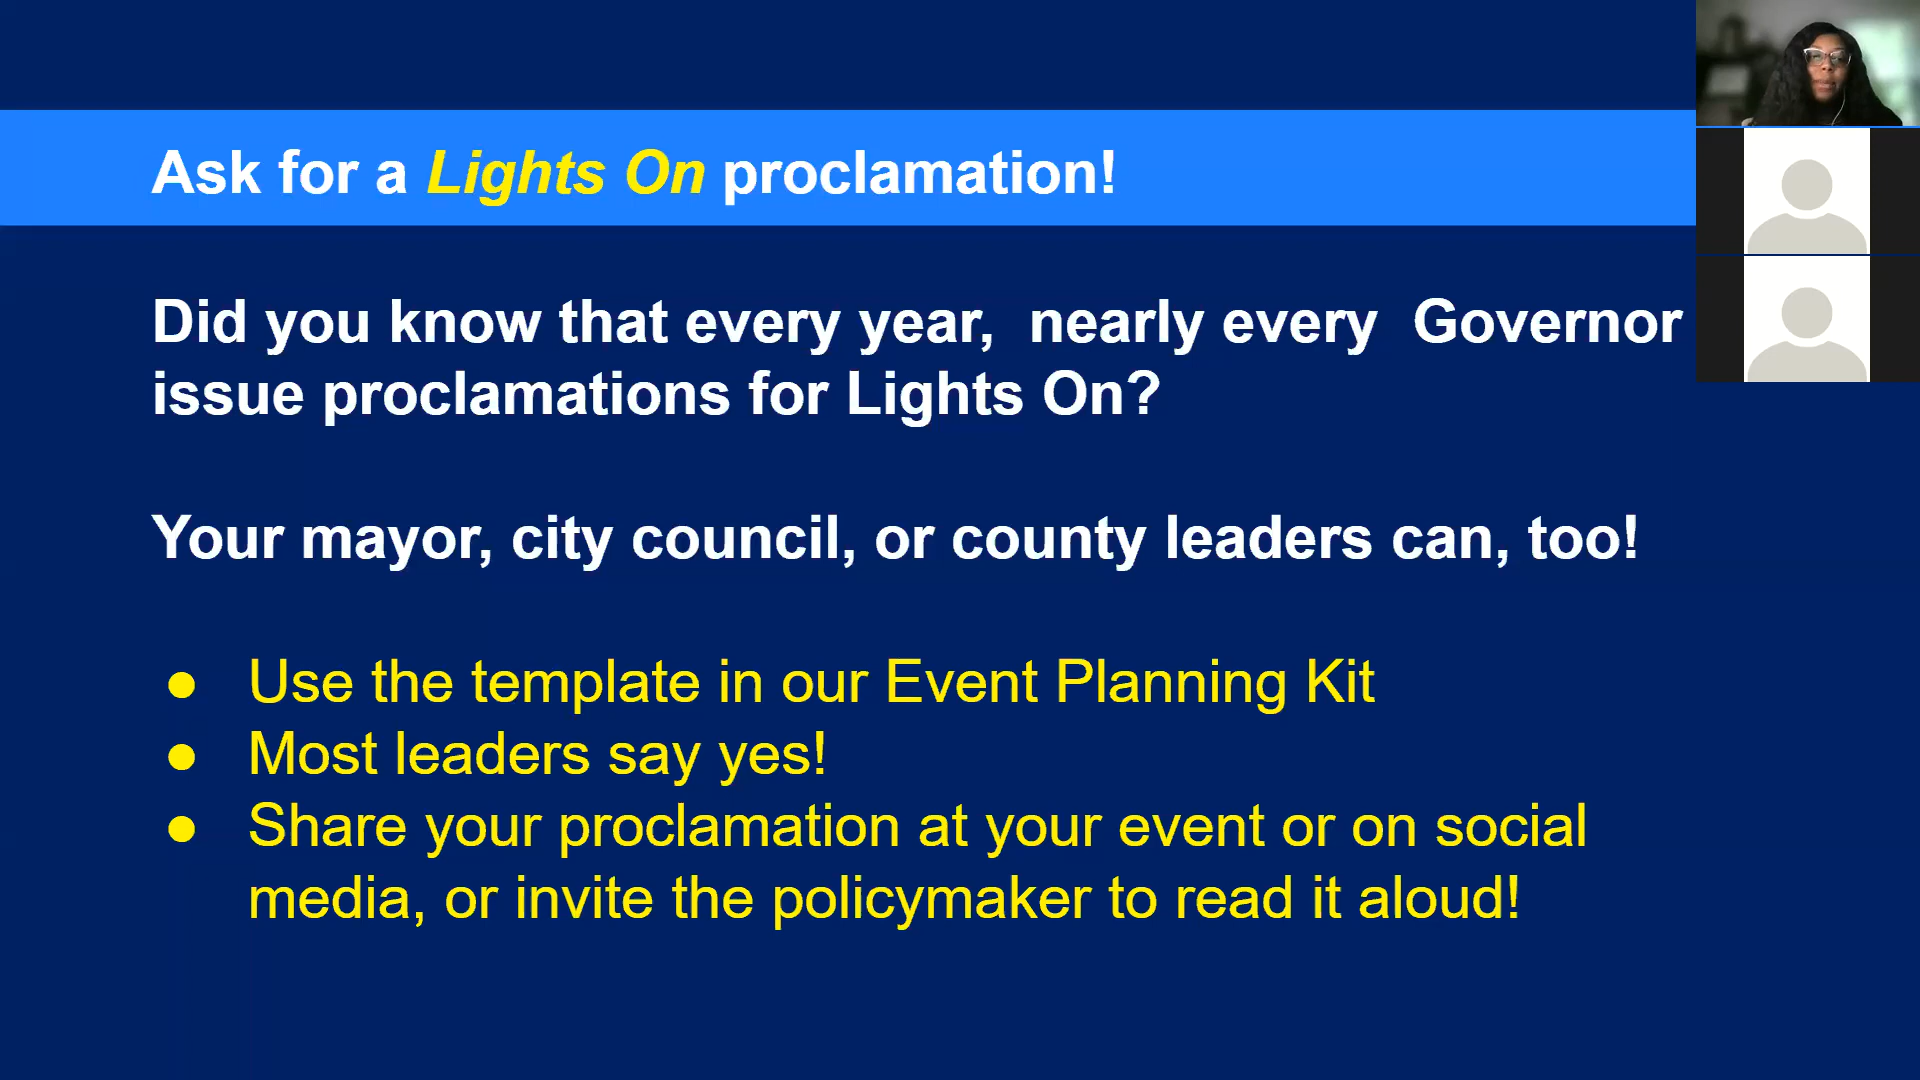 Ask for a Lights On proclamation!
Did you know that every year,  nearly every  Governor
issue proclamations for Lights On?
Your mayor, city council, or county leaders can, too!
● Use the template in our Event Planning Kit
● Most leaders say yes!
● Share your proclamation at your event or on social
media, or invite the policymaker to read it aloud!